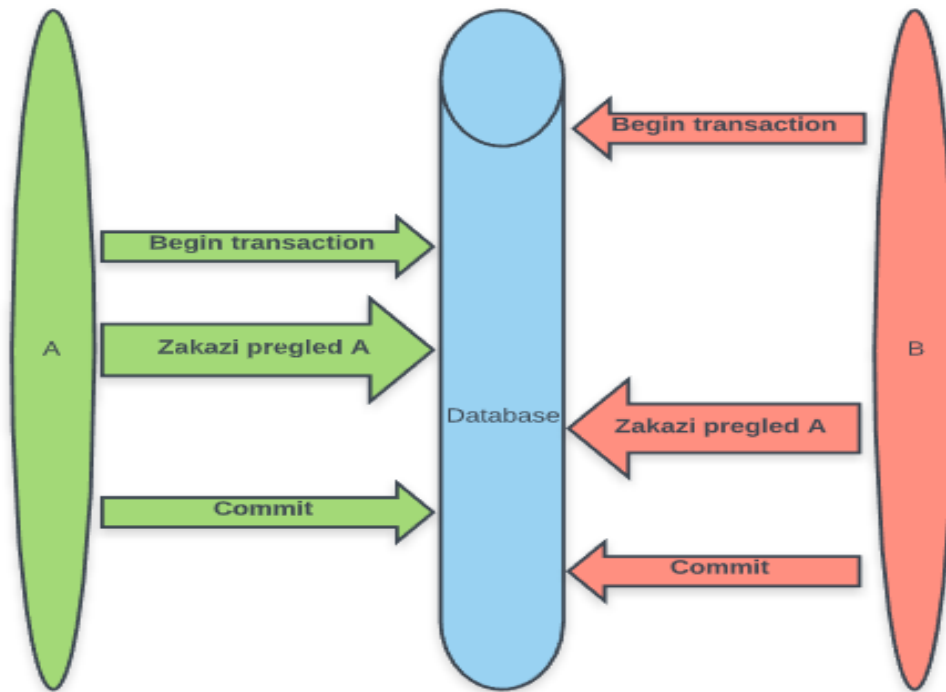 Begin transaction
Begin transaction
A
Zakazi pregled A
B
Database
Zakazi pregled A
Commit
Commit